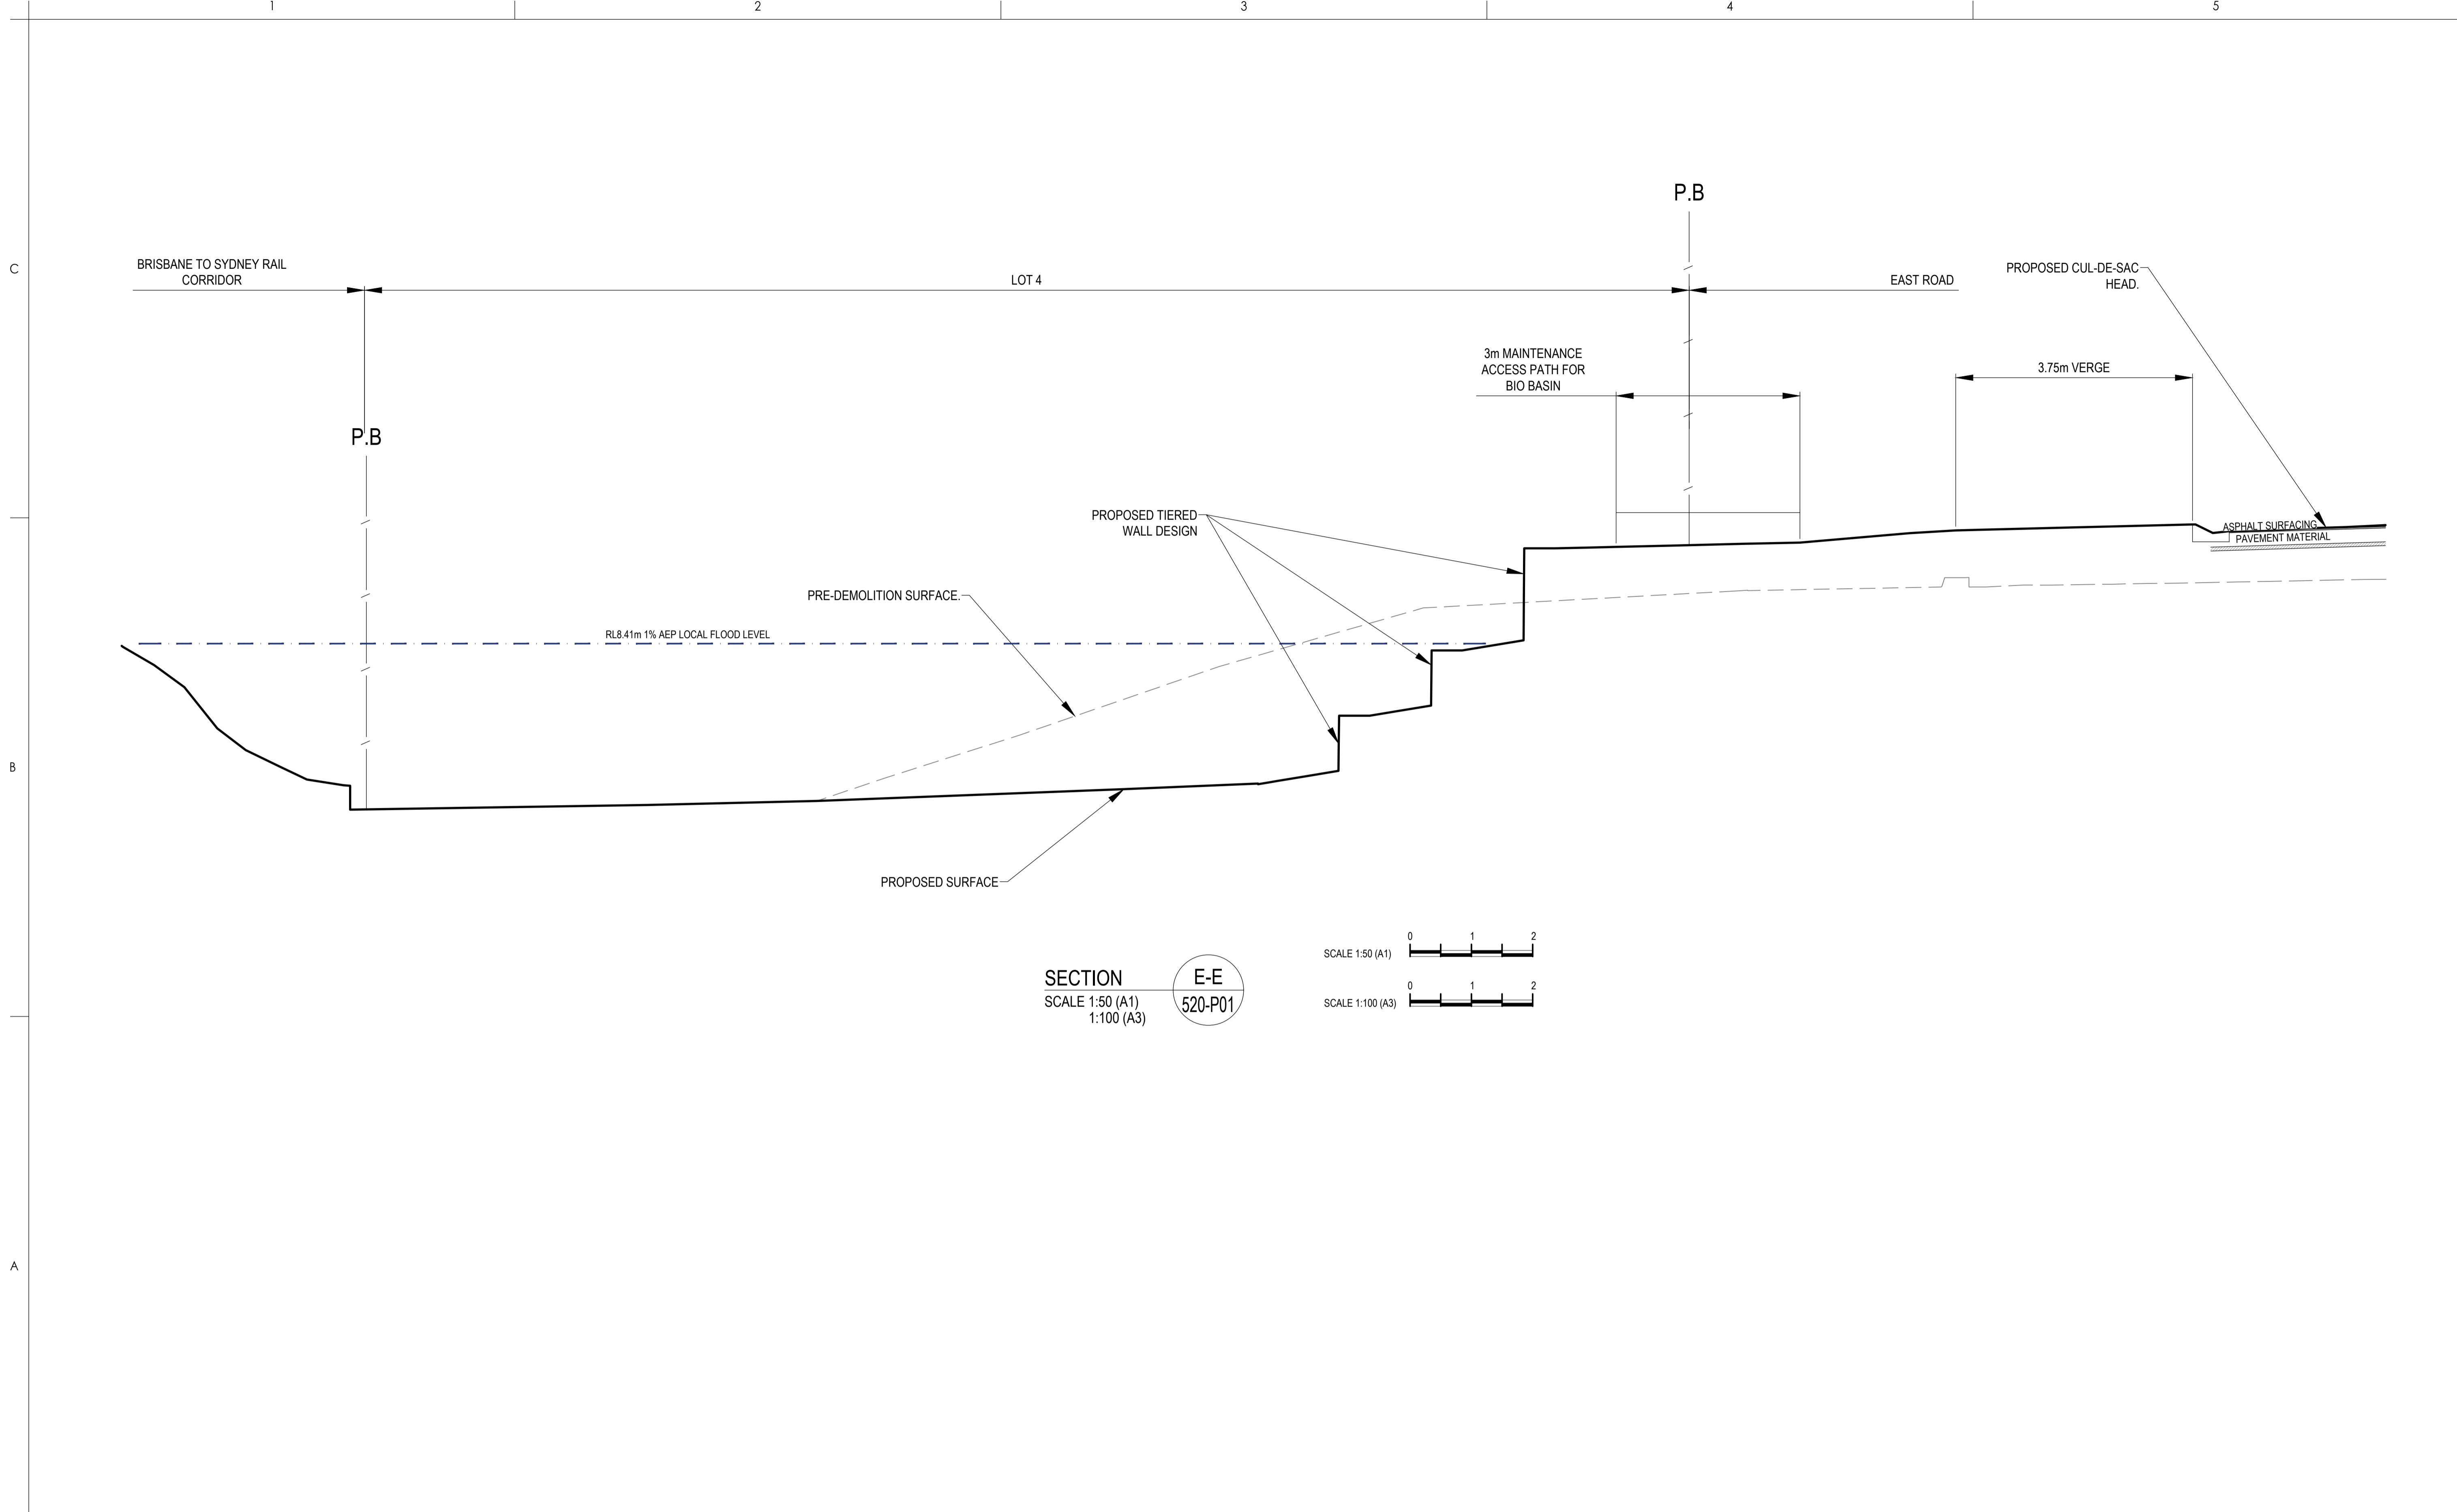 1
2
3
4
5
C
B
A
P.B
BRISBANE TO SYDNEY RAIL
CORRIDOR
LOT 4
EAST ROAD
PROPOSED CUL-DE-SAC
HEAD.
3m MAINTENANCE
ACCESS PATH FOR
BIO BASIN
3.75m VERGE
P.B
PROPOSED TIERED
WALL DESIGN
ASPHALT SURFACING
PAVEMENT MATERIAL
PRE-DEMOLITION SURFACE.
RL8.41m 1% AEP LOCAL FLOOD LEVEL
PROPOSED SURFACE
SECTION
SCALE 1:50 (A1)
1:100 (A3)
E-E
520-P01
0 1 2
SCALE 1:50 (A1)
0 1 2
SCALE 1:100 (A3)